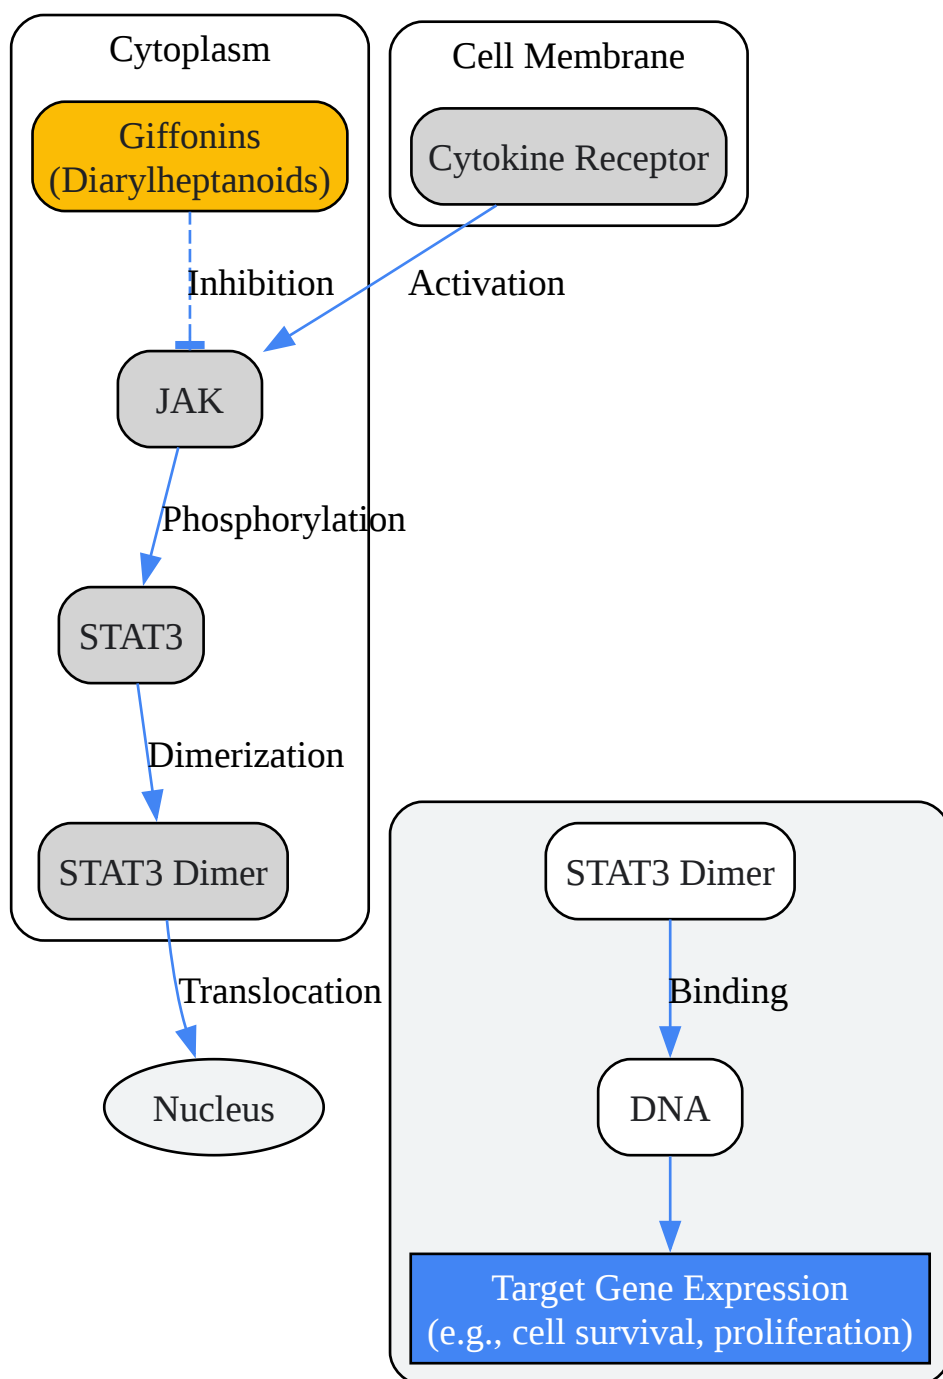 Cytoplasm
Cell Membrane
Giffonins
(Diarylheptanoids)
Cytokine Receptor
Inhibition
Activation
JAK
Phosphorylation
STAT3
Dimerization
STAT3 Dimer
STAT3 Dimer
Translocation
Binding
Nucleus
DNA
Target Gene Expression
(e.g., cell survival, proliferation)